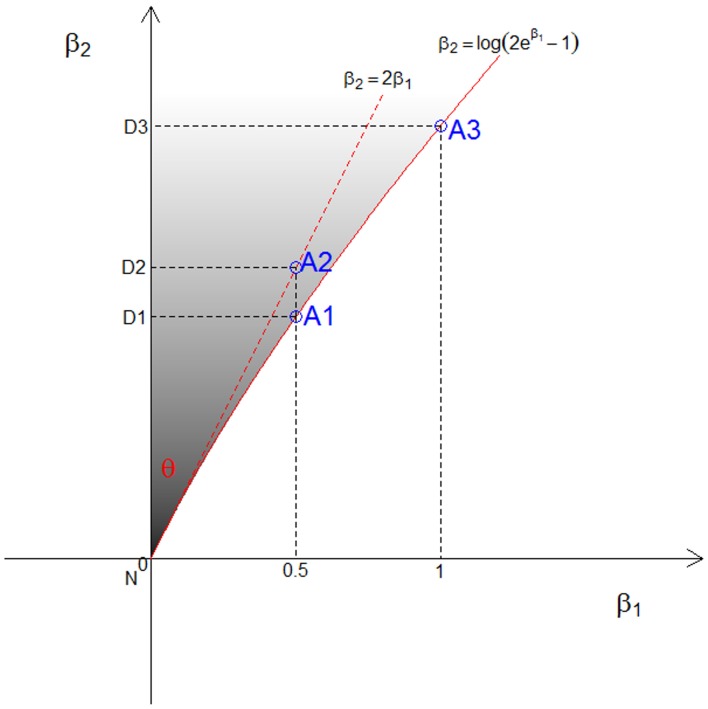 β₂
β₂ = log(2e^β₁ − 1)
β₂ = 2β₁
D3
A3
D2
A2
D1
A1
θ
0
N
0.5
1
β₁